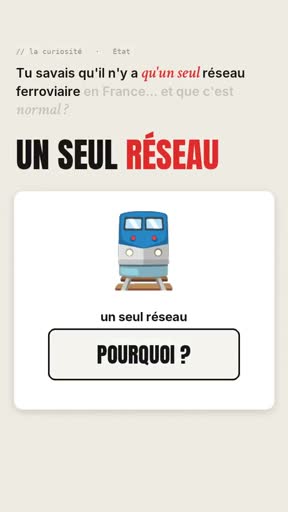 // la curiosité · État
Tu savais qu'il n'y a qu'un seul réseau
ferroviaire en France... et que c'est
normal ?
UN SEUL RÉSEAU
un seul réseau
POURQUOI ?